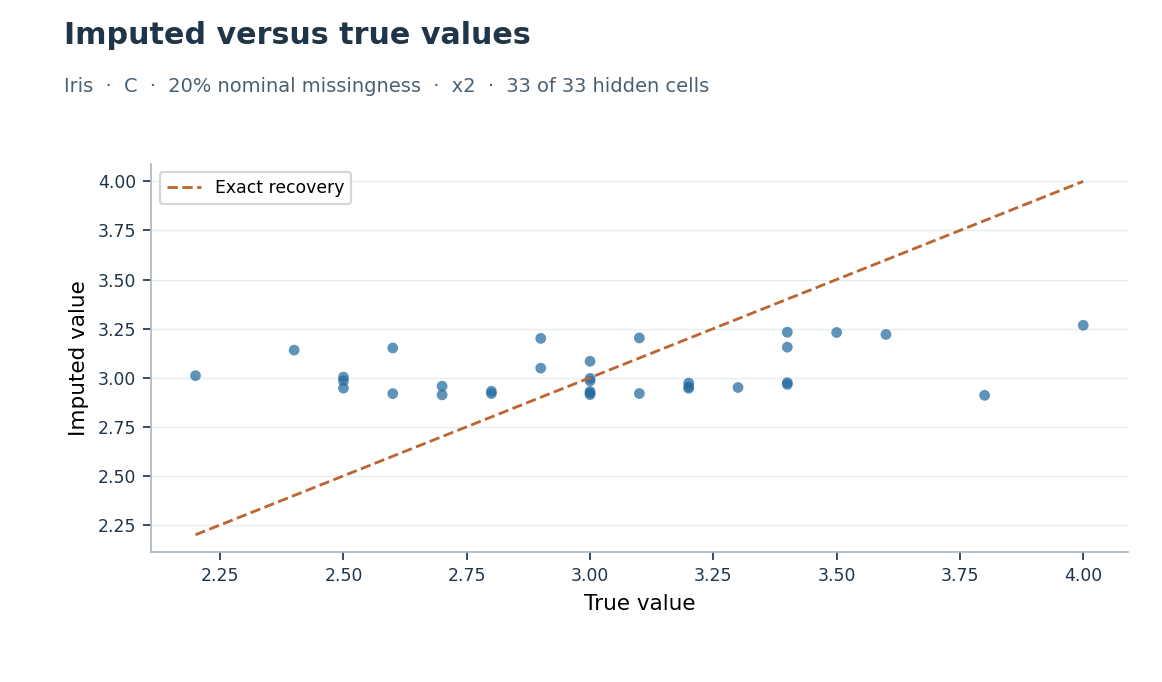 Imputed versus true values
Iris · C · 20% nominal missingness · x2 · 33 of 33 hidden cells
Exact recovery
Imputed value
4.00
3.75
3.50
3.25
3.00
2.75
2.50
2.25
2.25 2.50 2.75 3.00 3.25 3.50 3.75 4.00
True value